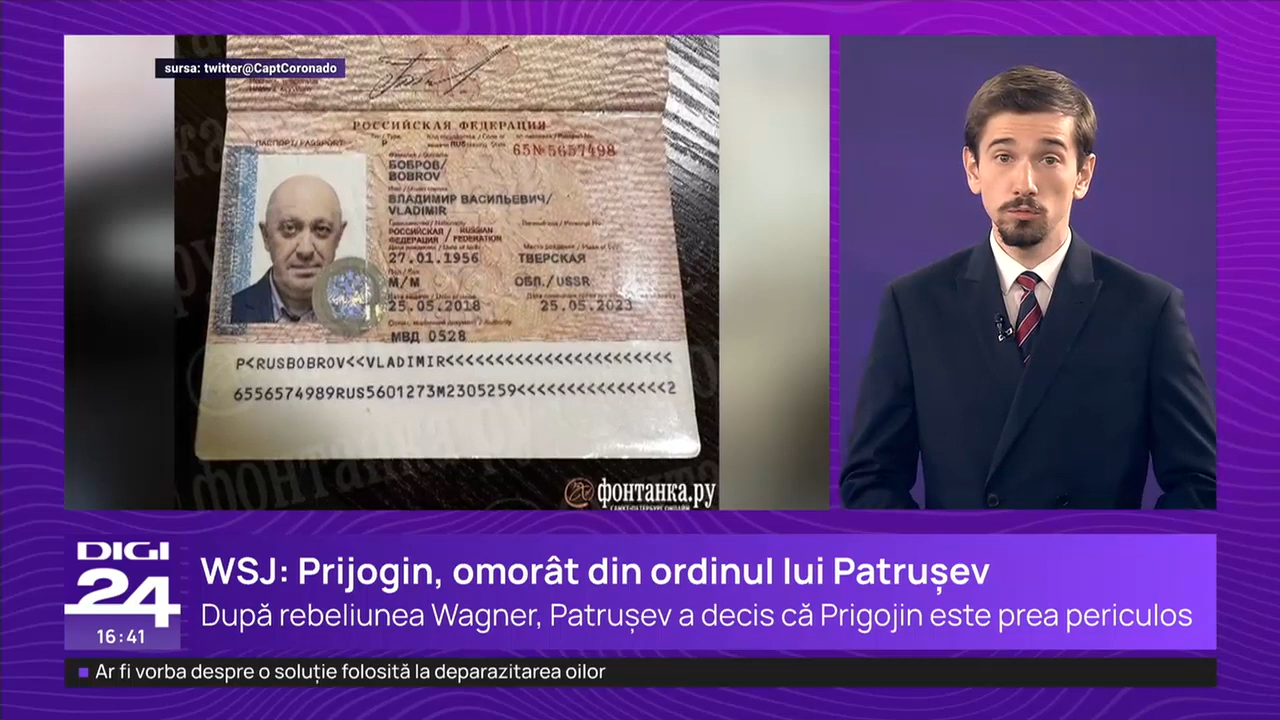 sursa: twitter@CaptCoronado
РОССИЙСКАЯ ФЕДЕРАЦИЯ
ПАСПОРТ/ PASSPORT
P
RUS
65№5657498
БОБРОВ/
BOBROV
ВЛАДИМИР ВАСИЛЬЕВИЧ/
VLADIMIR
РОССИЙСКАЯ / RUSSIAN
ФЕДЕРАЦИЯ / FEDERATION
27.01.1956
ТВЕРСКАЯ
М/M
ОБЛ./USSR
25.05.2018
25.05.2023
МВД 0528
P<RUSBOBROV<<VLADIMIR<<<<<<<<<<<<<<<<<<<<<<<
6556574989RUS5601273M2305259<<<<<<<<<<<<<<<2
фонтанка.ру
САНКТ-ПЕТЕРБУРГ ОНЛАЙН
DIGI
24
16:41
WSJ: Prijogin, omorât din ordinul lui Patrușev
După rebeliunea Wagner, Patrușev a decis că Prigojin este prea periculos
Ar fi vorba despre o soluție folosită la deparazitarea oilor